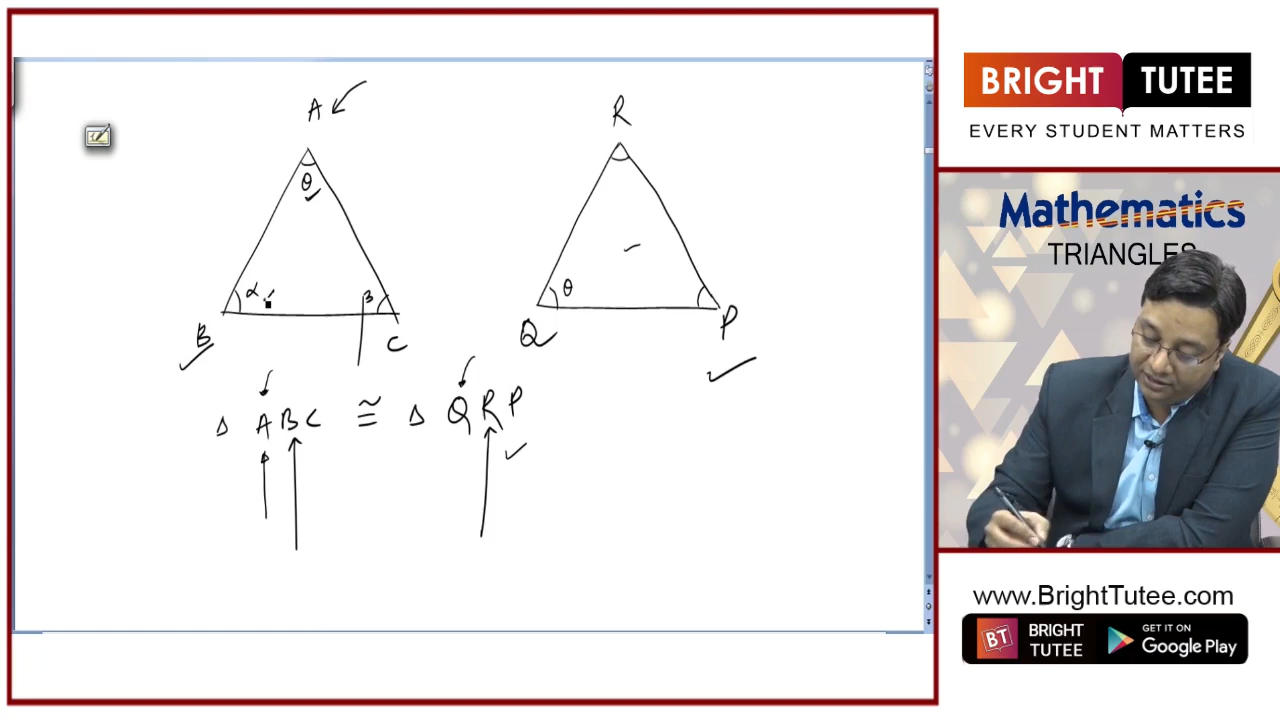 BRIGHT TUTEE
EVERY STUDENT MATTERS
Mathematics
TRIANGLES
A
θ
α
β
B
C
R
θ
Q
P
Δ ABC ≅ Δ QRP
www.BrightTutee.com
BT
BRIGHT
TUTEE
GET IT ON
Google Play